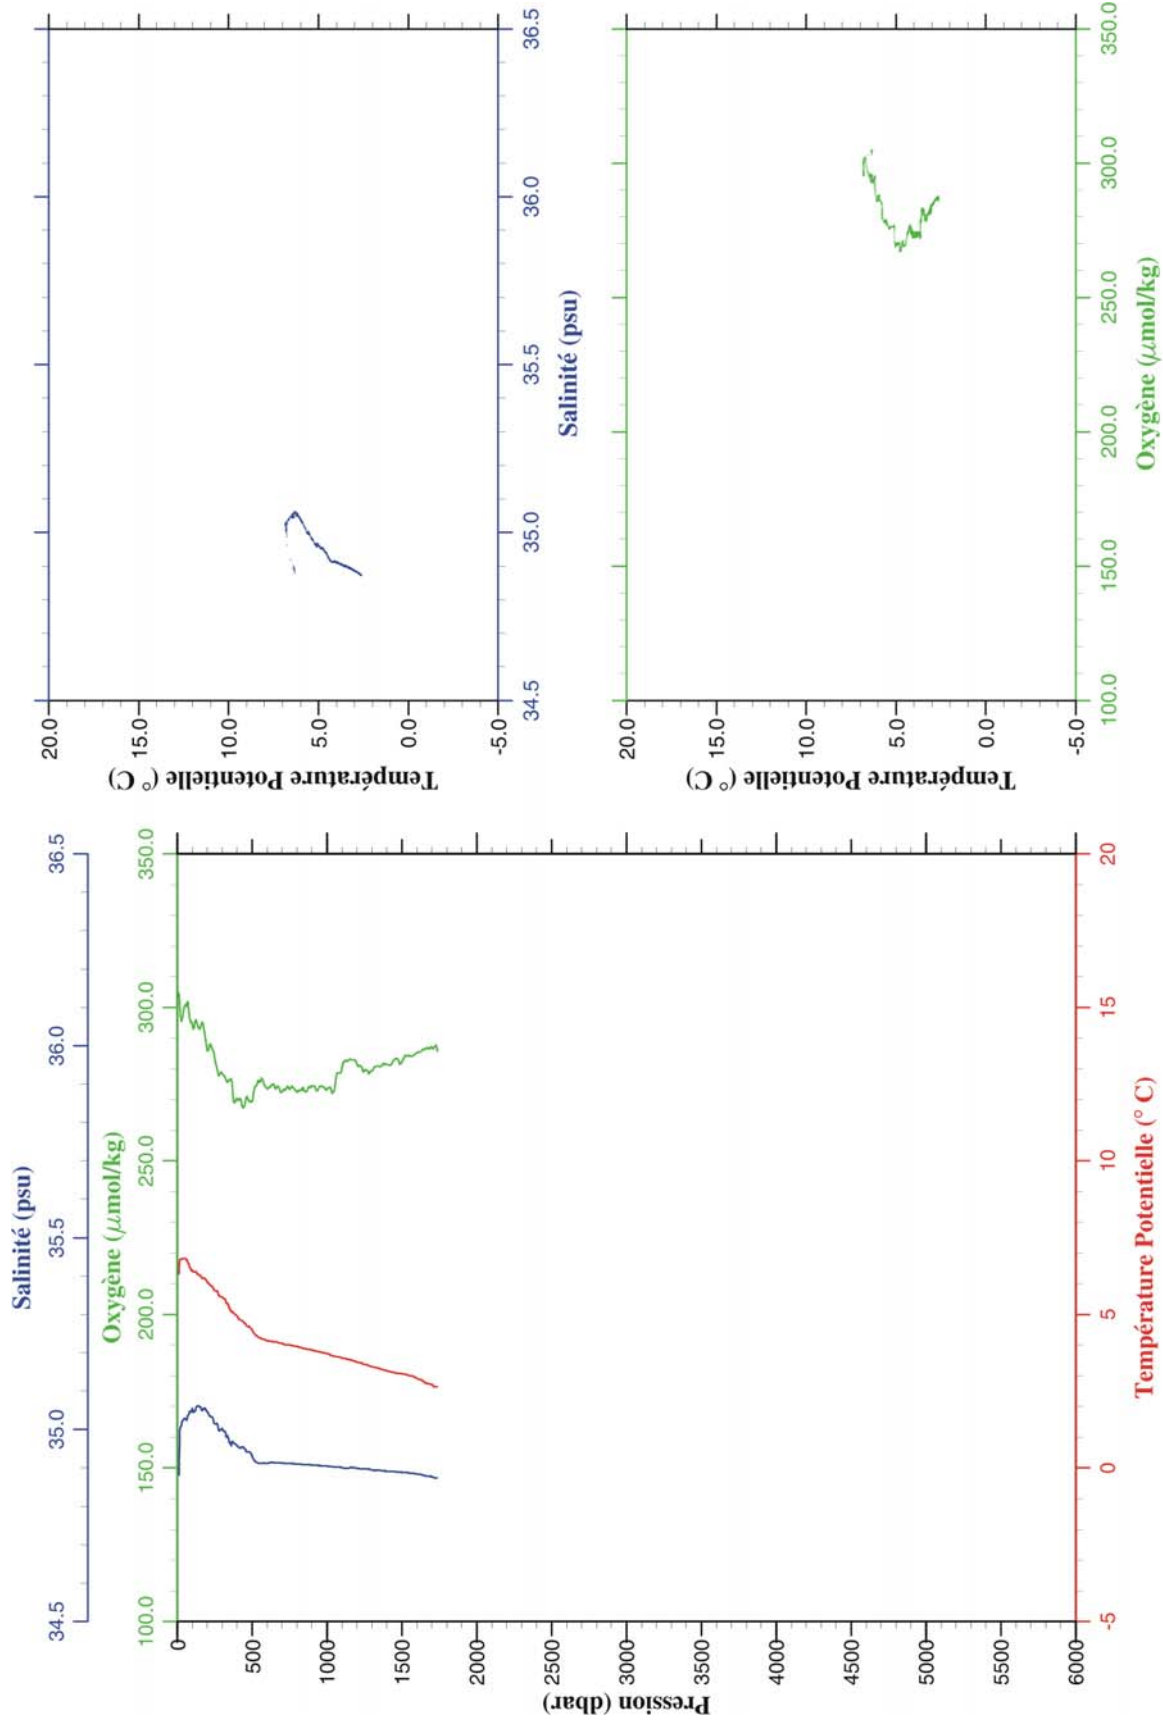 Salinité (psu)
34.5 35.0 35.5 36.0 36.5
Oxygène (μmol/kg)
100.0 150.0 200.0 250.0 300.0 350.0
Pression (dbar)
0
500
1000
1500
2000
2500
3000
3500
4000
4500
5000
5500
6000
-5 0 5 10 15 20
Température Potentielle (° C)
Température Potentielle (° C)
20.0
15.0
10.0
5.0
0.0
-5.0
34.5 35.0 35.5 36.0 36.5
Salinité (psu)
Température Potentielle (° C)
20.0
15.0
10.0
5.0
0.0
-5.0
100.0 150.0 200.0 250.0 300.0 350.0
Oxygène (μmol/kg)